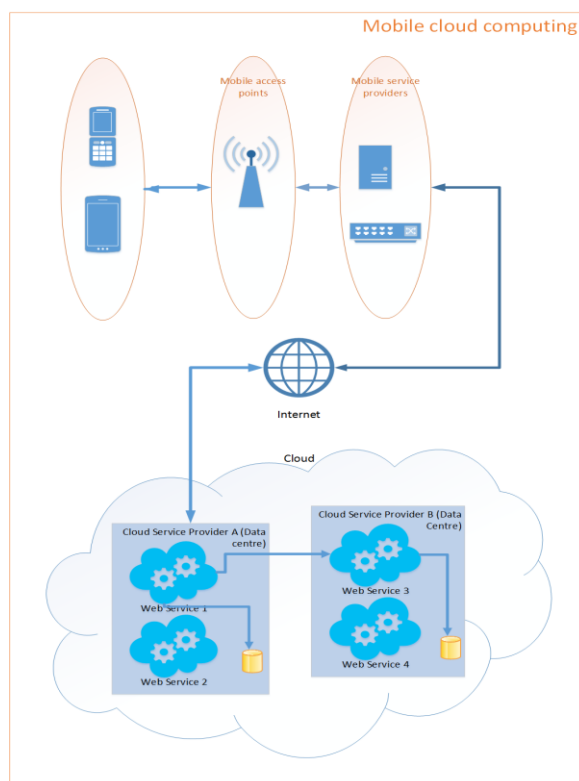 Mobile cloud computing
Mobile access
points
Mobile service
providers
Internet
Cloud
Cloud Service Provider A (Data
centre)
Web Service 1
Web Service 2
Cloud Service Provider B (Data
Centre)
Web Service 3
Web Service 4